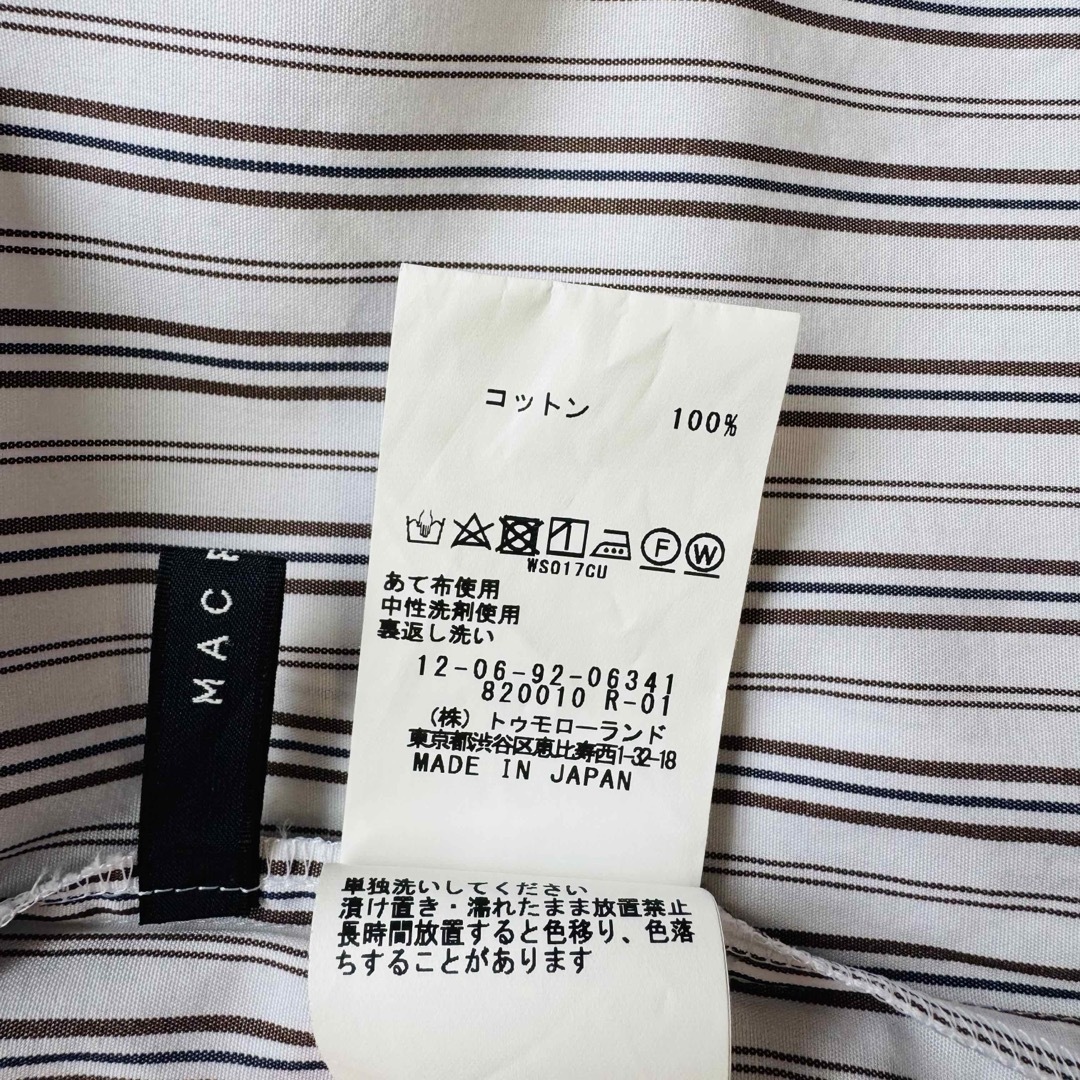 コットン 100%
F W
WS017CU
あて布使用
中性洗剤使用
裏返し洗い
12-06-92-06341
820010 R-01
(株)トゥモローランド
東京都渋谷区恵比寿西1-32-18
MADE IN JAPAN
単独洗いしてください
漬け置き・濡れたまま放置禁止
長時間放置すると色移り、色落
ちすることがあります
MAC